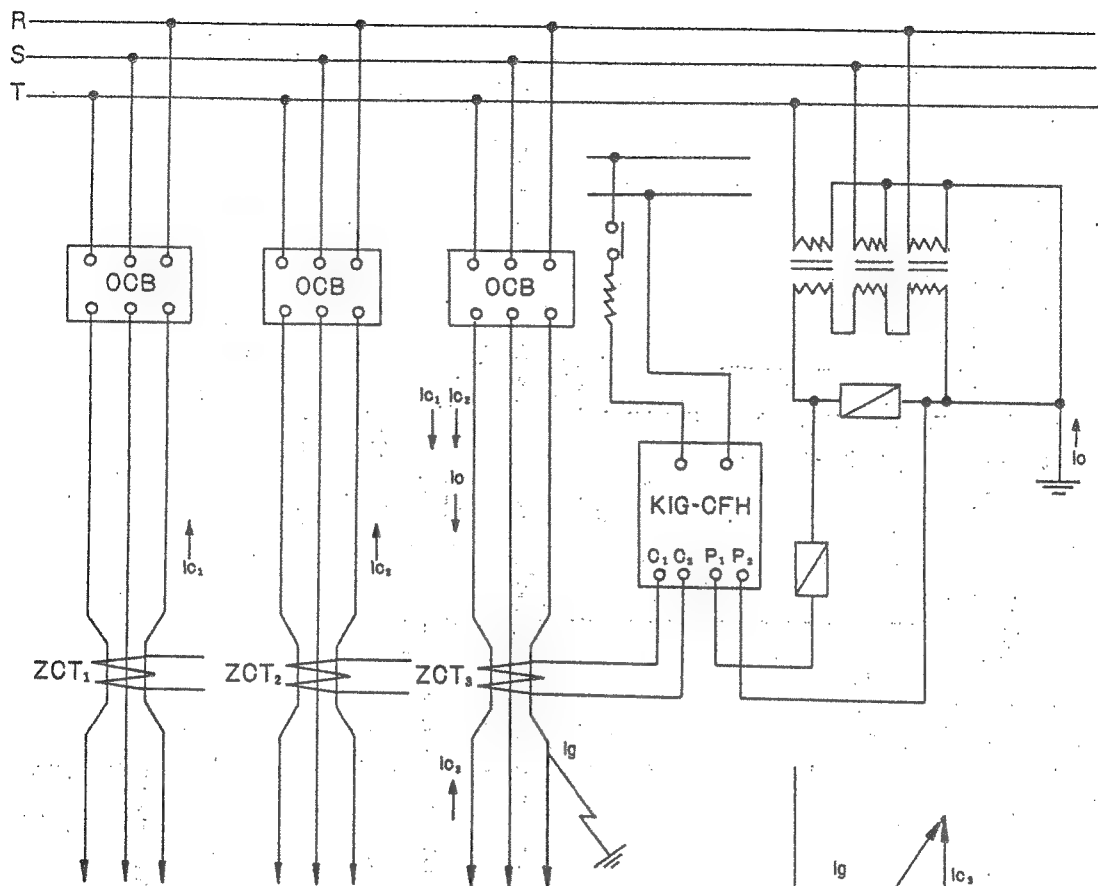 R
S
T
OCB
OCB
OCB
Ic₁ Ic₂
Io
Io
KIG-CFH
C₁ C₂ P₁ P₂
Ic₁
Ic₂
ZCT₁
ZCT₂
ZCT₃
Ig
Ic₃
Ig
Ic₃